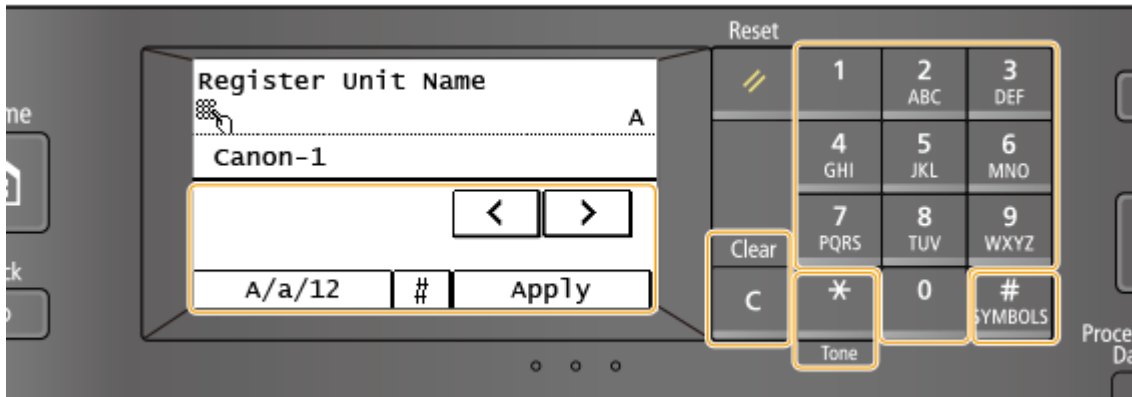 Reset
Register Unit Name
A
Canon-1
< >
A/a/12 # Apply
1
2 ABC
3 DEF
4 GHI
5 JKL
6 MNO
7 PQRS
8 TUV
9 WXYZ
Clear
C
*
0
# SYMBOLS
Tone